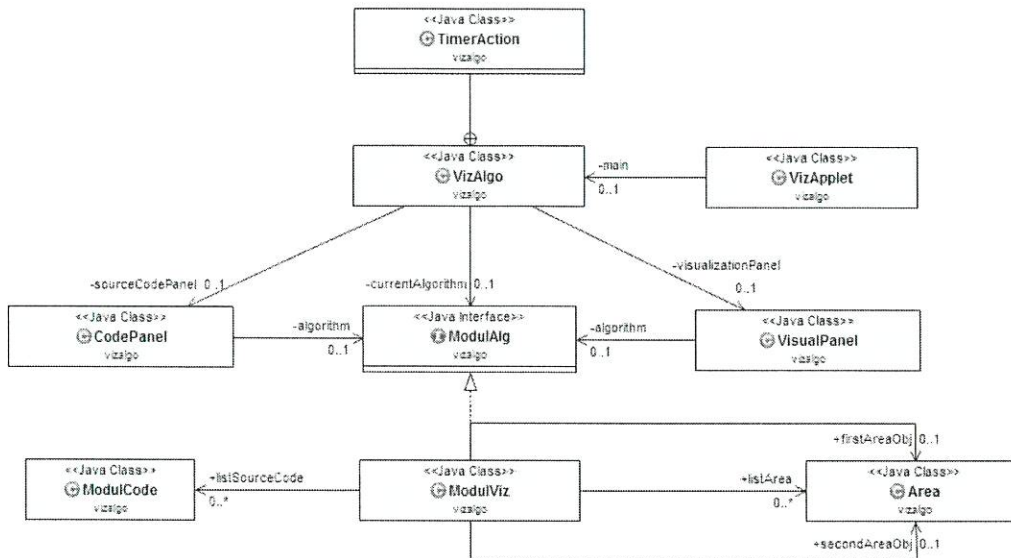 <<Java Class>>
TimerAction
vizalgo
<<Java Class>>
VizAlgo
vizalgo
-main
0..1
<<Java Class>>
VizApplet
vizalgo
-sourceCodePanel 0..1
-currentAlgorithm 0..1
-visualizationPanel
0..1
<<Java Class>>
CodePanel
vizalgo
-algorithm
0..1
<<Java Interface>>
ModulAlg
vizalgo
-algorithm
0..1
<<Java Class>>
VisualPanel
vizalgo
+firstAreaObj 0..1
<<Java Class>>
ModulCode
vizalgo
+listSourceCode
0..*
<<Java Class>>
ModulViz
vizalgo
+listArea
0..*
<<Java Class>>
Area
vizalgo
+secondAreaObj 0..1